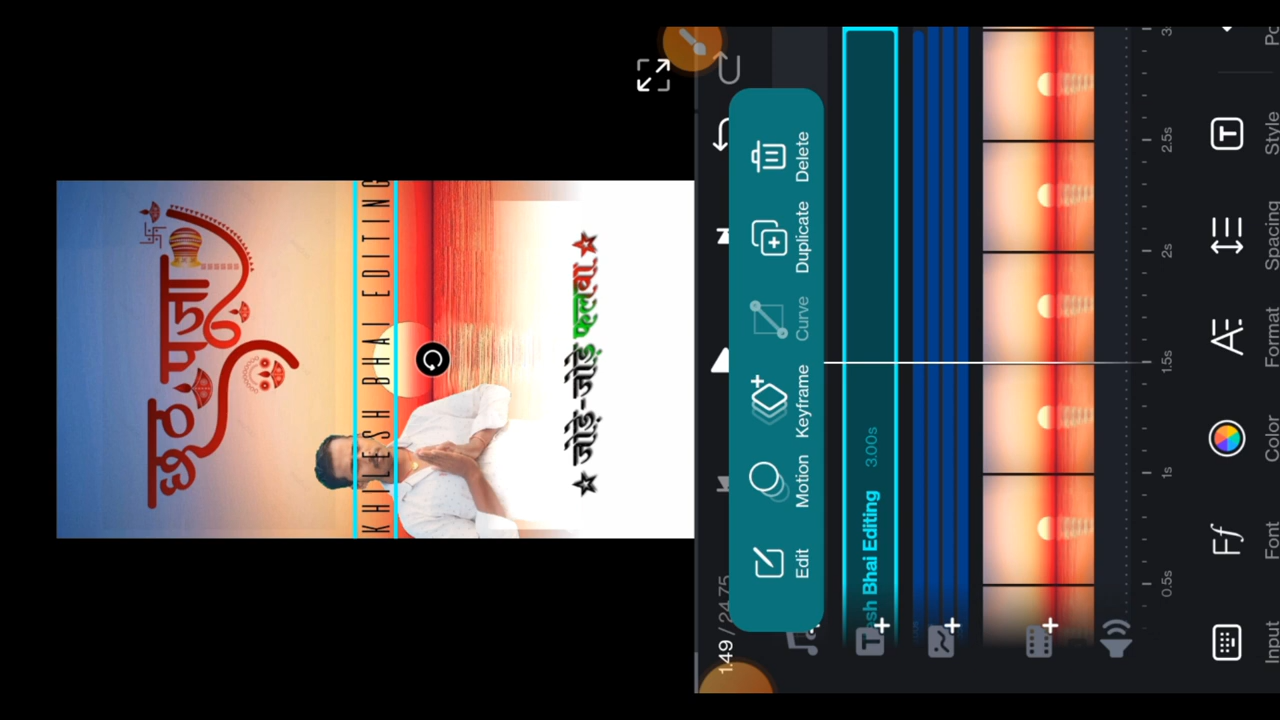 छठ पूजा
KHILESH BHAI EDITING
★ जोड़े-जोड़े फलवा ★
1.49 / 24.75
Edit
Motion
Keyframe
Curve
Duplicate
Delete
sh Bhai Editing 3.00s
0.5s
1s
1.5s
2s
2.5s
Input
Font
Color
Format
Spacing
Style